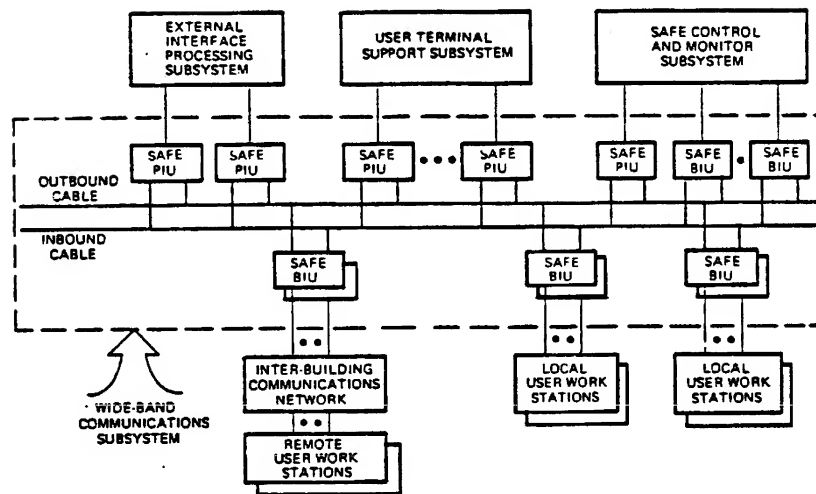 EXTERNAL
INTERFACE
PROCESSING
SUBSYSTEM
USER TERMINAL
SUPPORT SUBSYSTEM
SAFE CONTROL
AND MONITOR
SUBSYSTEM
SAFE
PIU
SAFE
PIU
SAFE
PIU
SAFE
PIU
SAFE
PIU
SAFE
BIU
SAFE
BIU
OUTBOUND
CABLE
INBOUND
CABLE
SAFE
BIU
SAFE
BIU
SAFE
BIU
INTER-BUILDING
COMMUNICATIONS
NETWORK
LOCAL
USER WORK
STATIONS
LOCAL
USER WORK
STATIONS
WIDE-BAND
COMMUNICATIONS
SUBSYSTEM
REMOTE
USER WORK
STATIONS